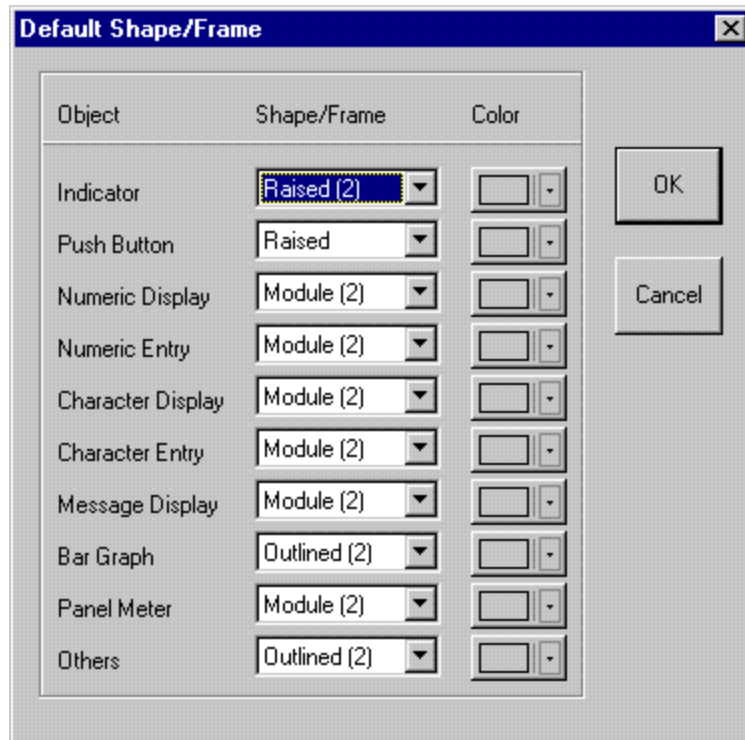 Default Shape/Frame
Object Shape/Frame Color
Indicator Raised (2) OK
Push Button Raised
Numeric Display Module (2) Cancel
Numeric Entry Module (2)
Character Display Module (2)
Character Entry Module (2)
Message Display Module (2)
Bar Graph Outlined (2)
Panel Meter Module (2)
Others Outlined (2)